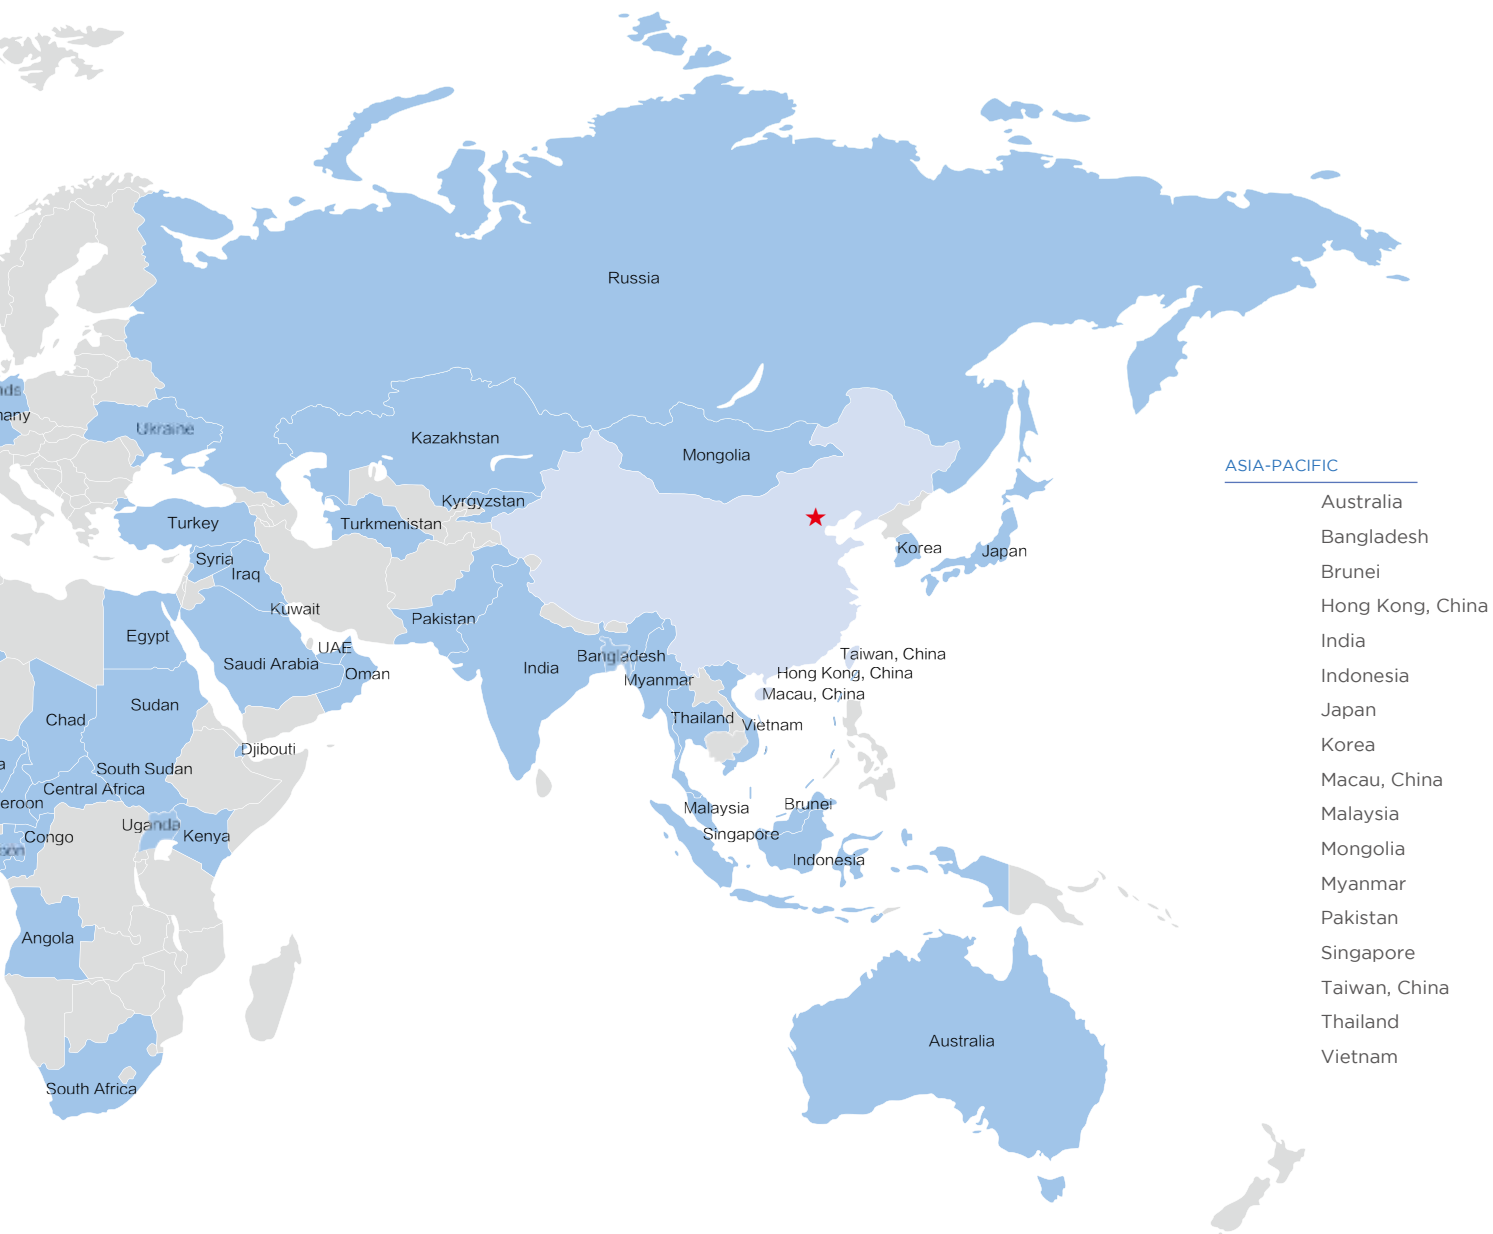 Russia
Ukraine
Kazakhstan
Mongolia
Kyrgyzstan
Turkey
Turkmenistan
Korea
Japan
Syria
Iraq
Kuwait
Pakistan
Egypt
UAE
Saudi Arabia
Oman
India
Bangladesh
Myanmar
Taiwan, China
Hong Kong, China
Macau, China
Sudan
Chad
Thailand
Vietnam
Djibouti
South Sudan
Central Africa
Malaysia
Brunei
Uganda
Congo
Kenya
Singapore
Indonesia
Angola
Australia
South Africa
ASIA-PACIFIC
Australia
Bangladesh
Brunei
Hong Kong, China
India
Indonesia
Japan
Korea
Macau, China
Malaysia
Mongolia
Myanmar
Pakistan
Singapore
Taiwan, China
Thailand
Vietnam